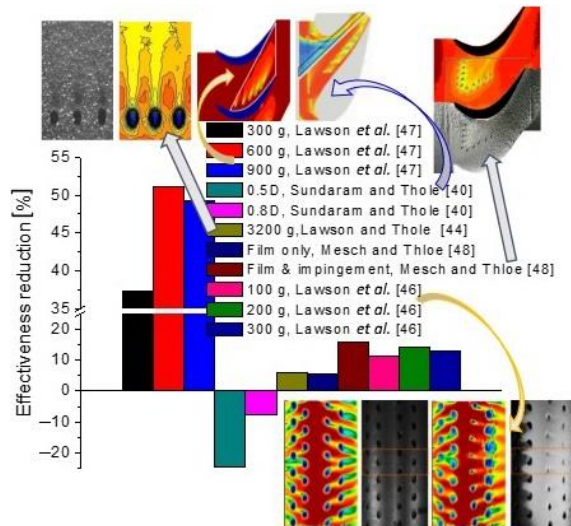 300 g, Lawson et al. [47]
600 g, Lawson et al. [47]
900 g, Lawson et al. [47]
0.5D, Sundaram and Thole [40]
0.8D, Sundaram and Thole [40]
3200 g,Lawson and Thole [44]
Film only, Mesch and Thloe [48]
Film & impingement, Mesch and Thloe [48]
100 g, Lawson et al. [46]
200 g, Lawson et al. [46]
300 g, Lawson et al. [46]
Effectiveness reduction [%]
55
50
45
40
35
20
10
0
−10
−20